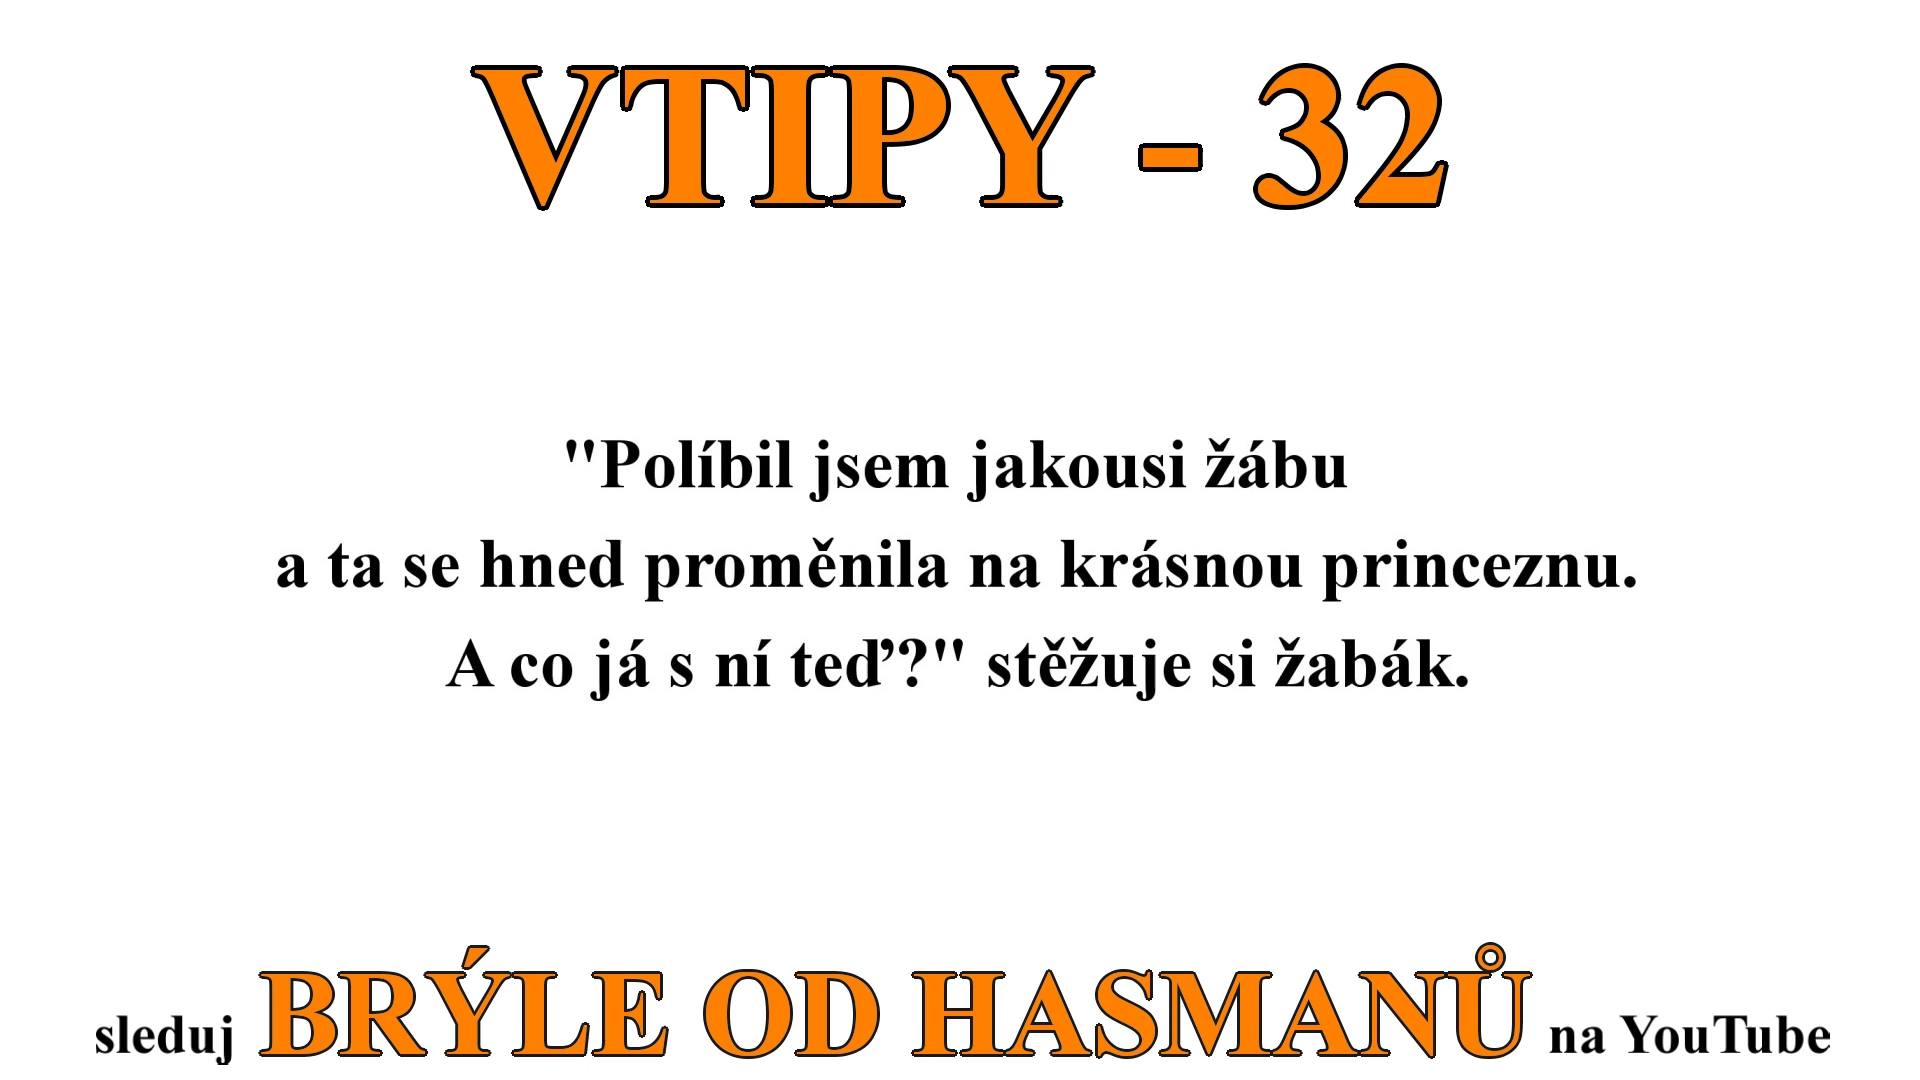 VTIPY - 32
"Políbil jsem jakousi žábu
a ta se hned proměnila na krásnou princeznu.
A co já s ní teď?" stěžuje si žabák.
sleduj BRÝLE OD HASMANŮ na YouTube